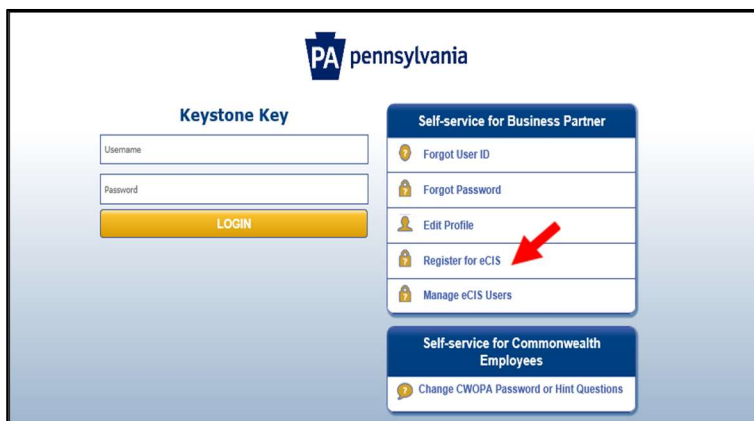 PA pennsylvania
Keystone Key
Username
Password
LOGIN
Self-service for Business Partner
Forgot User ID
Forgot Password
Edit Profile
Register for eCIS
Manage eCIS Users
Self-service for Commonwealth
Employees
Change CWOPA Password or Hint Questions